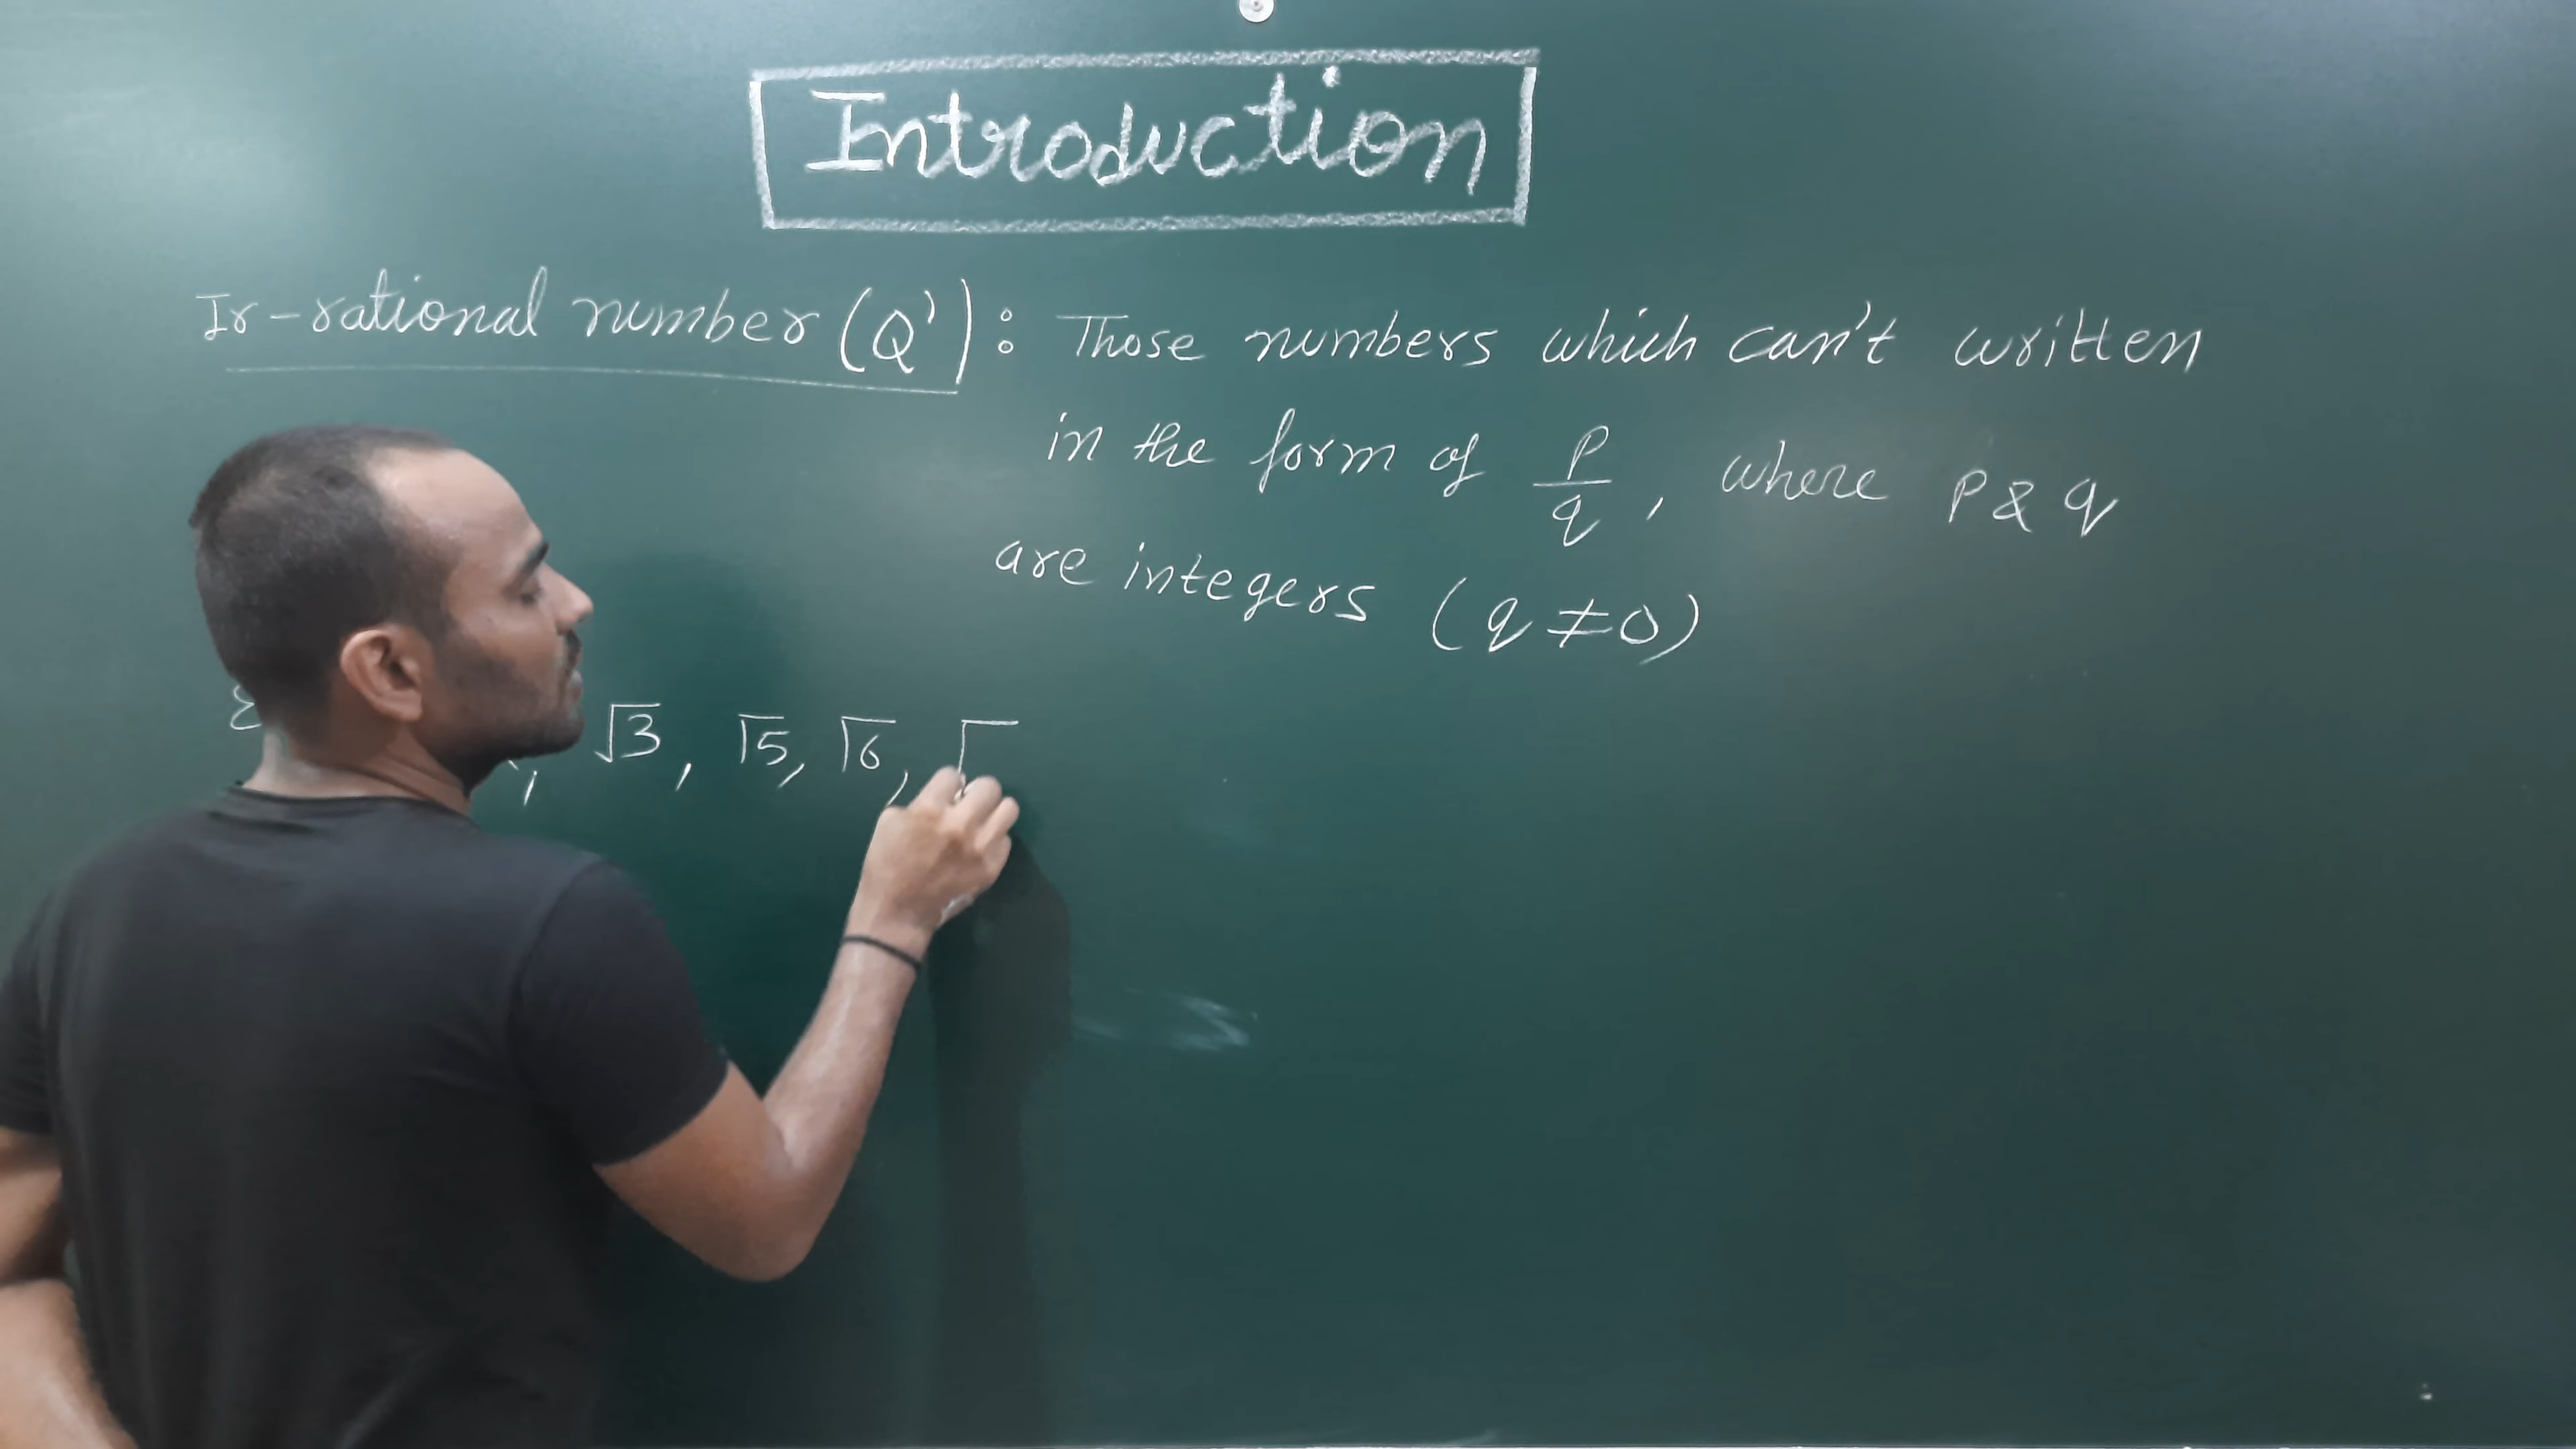 Introduction
Ir-rational number (Q') : Those numbers which can't written
in the form of p/q, where p & q
are integers (q ≠ 0)
, √3, √5, √6, √